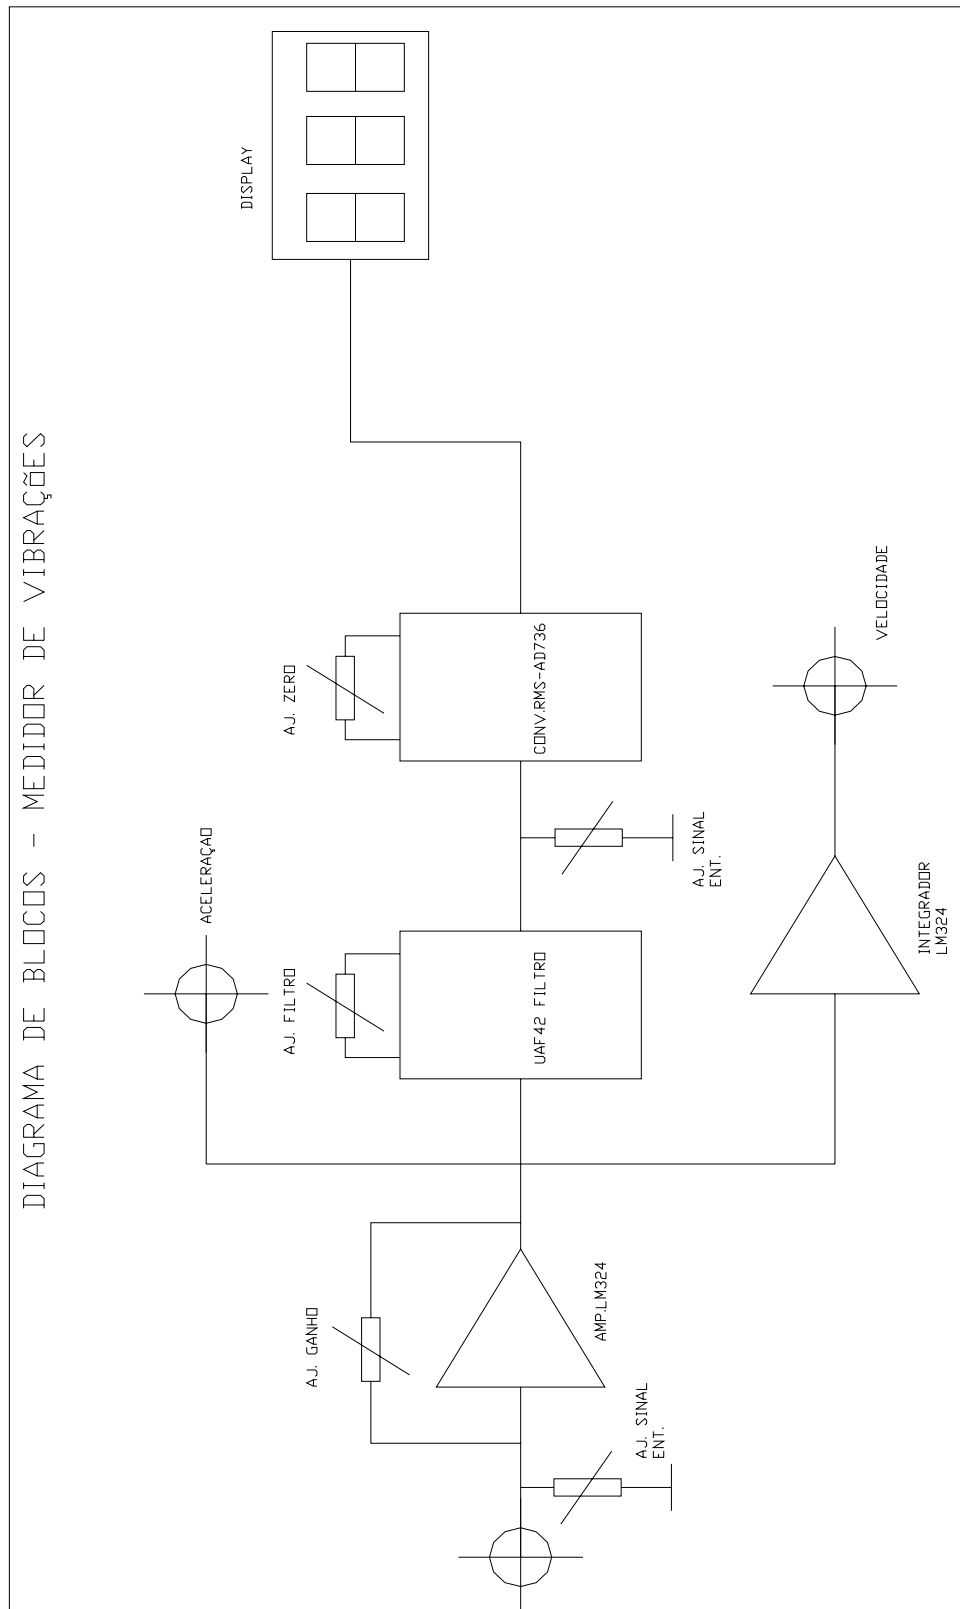 DIAGRAMA DE BLOCOS - MEDIDOR DE VIBRAÇÕES
ACELERAÇAO
DISPLAY
AJ. GANHO
AJ. FILTRO
AJ. ZERO
UAF42 FILTRO
CONV.RMS-AD736
AMP.LM324
AJ. SINAL
ENT.
AJ. SINAL
ENT.
VELOCIDADE
INTEGRADOR
LM324